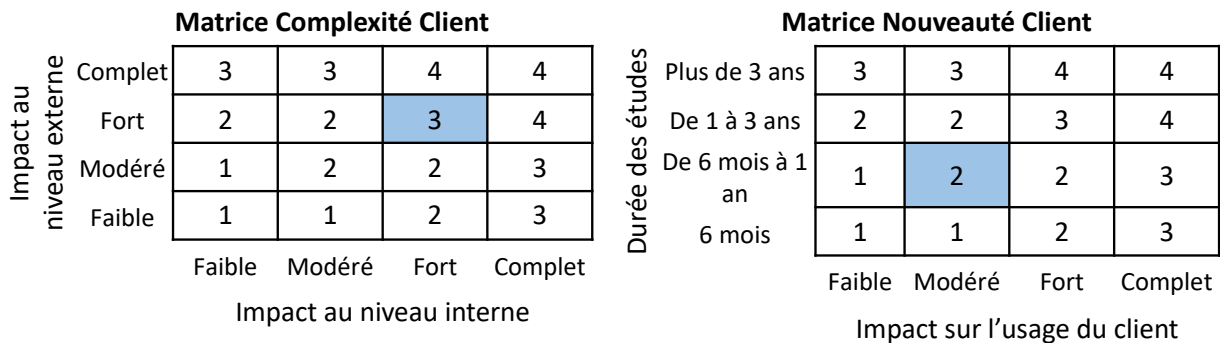 Matrice Complexité Client
Impact au
niveau externe
Complet 3 3 4 4
Fort 2 2 3 4
Modéré 1 2 2 3
Faible 1 1 2 3
Faible Modéré Fort Complet
Impact au niveau interne
Matrice Nouveauté Client
Durée des études
Plus de 3 ans 3 3 4 4
De 1 à 3 ans 2 2 3 4
De 6 mois à 1
an 1 2 2 3
6 mois 1 1 2 3
Faible Modéré Fort Complet
Impact sur l’usage du client